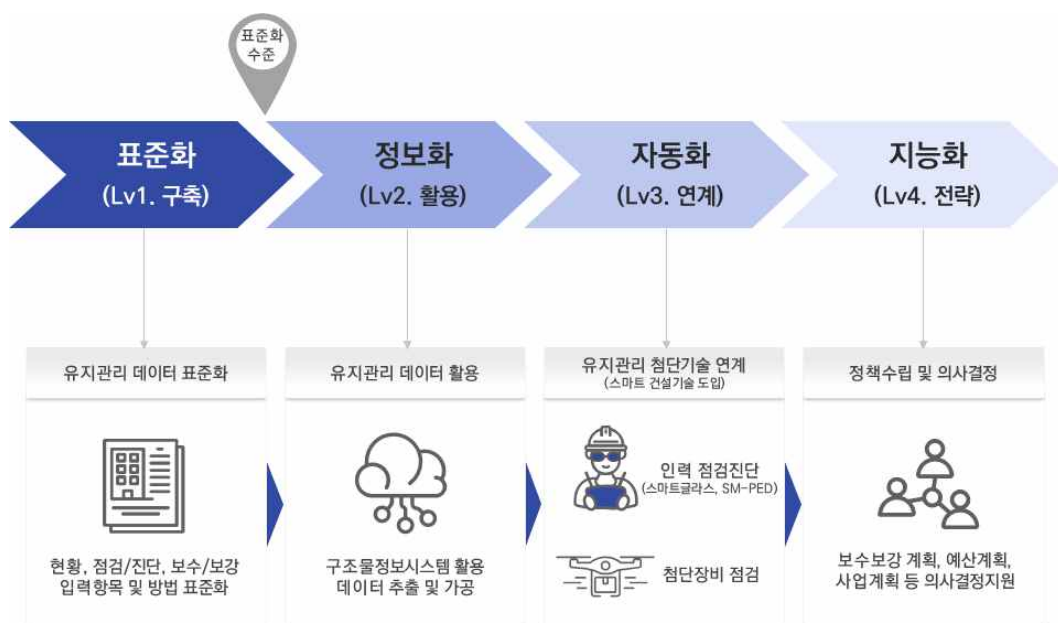 표준화
수준
표준화
(Lv1. 구축)
정보화
(Lv2. 활용)
자동화
(Lv3. 연계)
지능화
(Lv4. 전략)
유지관리 데이터 표준화
현황, 점검/진단, 보수/보강
입력항목 및 방법 표준화
유지관리 데이터 활용
구조물정보시스템 활용
데이터 추출 및 가공
유지관리 첨단기술 연계
(스마트 건설기술 도입)
인력 점검진단
(스마트글라스, SM-PED)
첨단장비 점검
정책수립 및 의사결정
보수보강 계획, 예산계획,
사업계획 등 의사결정지원